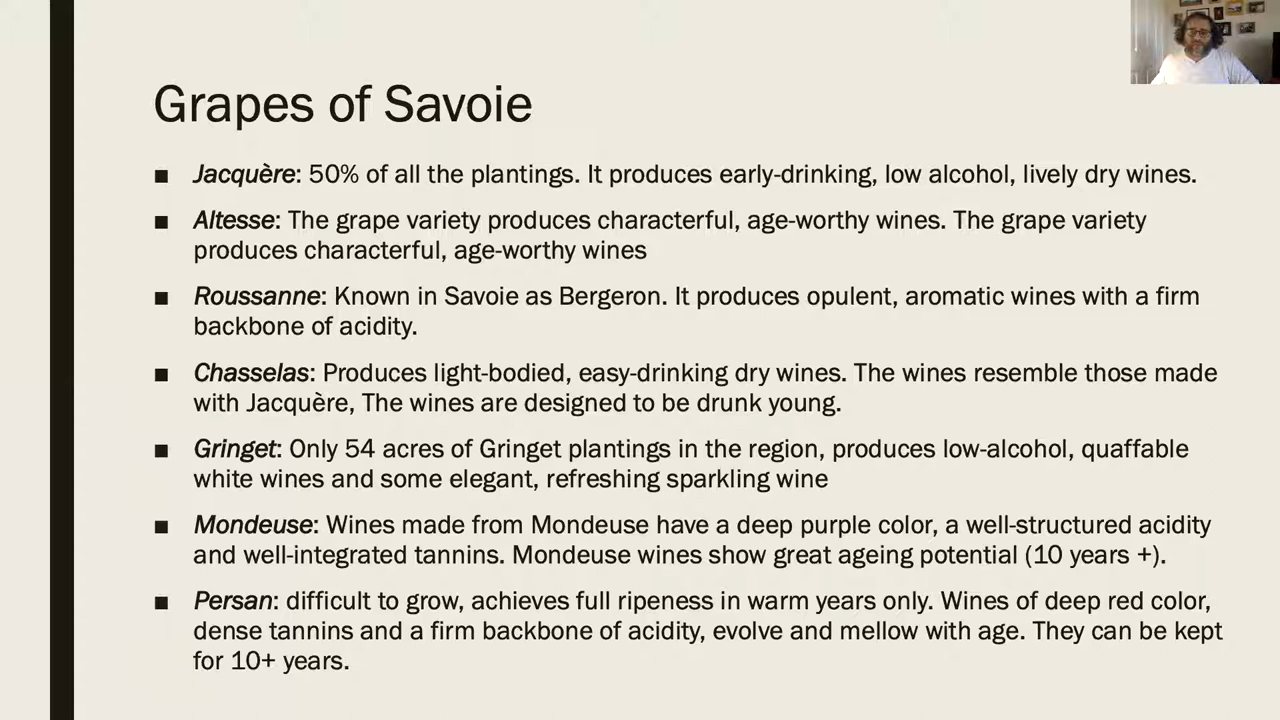 Grapes of Savoie
■ Jacquère: 50% of all the plantings. It produces early-drinking, low alcohol, lively dry wines.
■ Altesse: The grape variety produces characterful, age-worthy wines. The grape variety
produces characterful, age-worthy wines
■ Roussanne: Known in Savoie as Bergeron. It produces opulent, aromatic wines with a firm
backbone of acidity.
■ Chasselas: Produces light-bodied, easy-drinking dry wines. The wines resemble those made
with Jacquère, The wines are designed to be drunk young.
■ Gringet: Only 54 acres of Gringet plantings in the region, produces low-alcohol, quaffable
white wines and some elegant, refreshing sparkling wine
■ Mondeuse: Wines made from Mondeuse have a deep purple color, a well-structured acidity
and well-integrated tannins. Mondeuse wines show great ageing potential (10 years +).
■ Persan: difficult to grow, achieves full ripeness in warm years only. Wines of deep red color,
dense tannins and a firm backbone of acidity, evolve and mellow with age. They can be kept
for 10+ years.